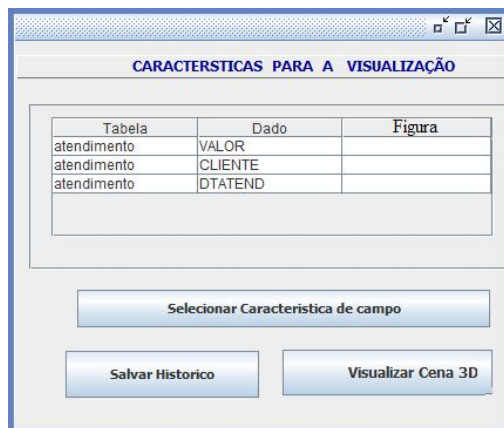 CARACTERSTICAS PARA A VISUALIZAÇÃO
Tabela Dado Figura
atendimento VALOR
atendimento CLIENTE
atendimento DTATEND
Selecionar Caracteristica de campo
Salvar Historico Visualizar Cena 3D